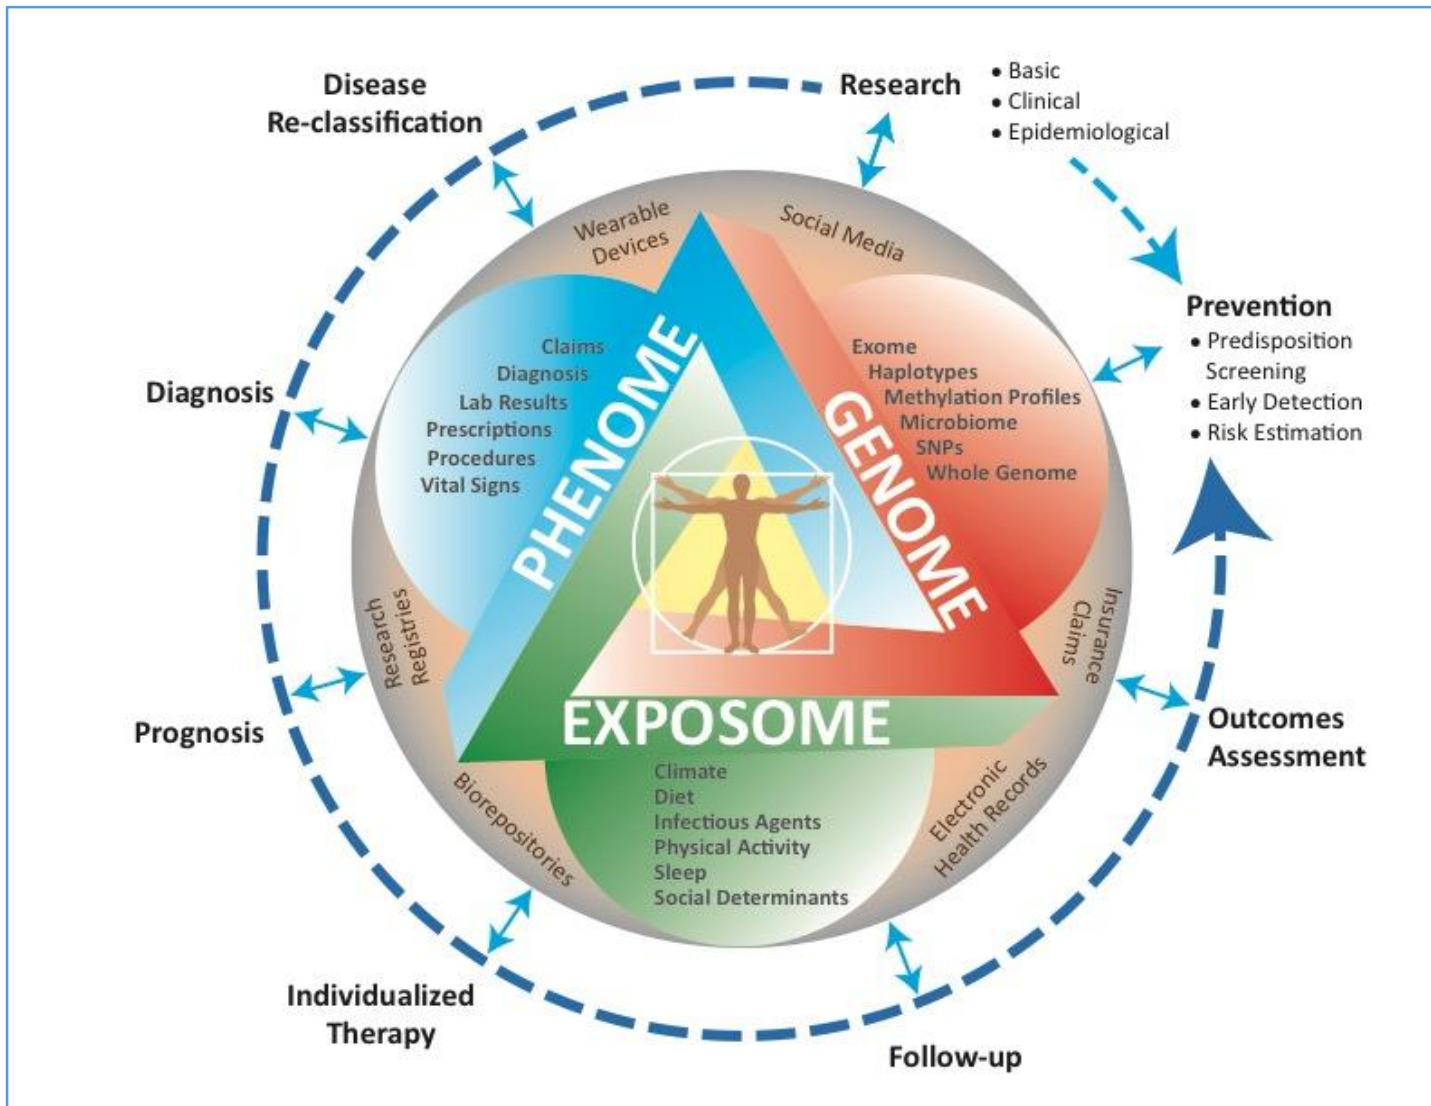 Disease
Re-classification
Research
• Basic
• Clinical
• Epidemiological
Prevention
• Predisposition
Screening
• Early Detection
• Risk Estimation
Outcomes
Assessment
Follow-up
Individualized
Therapy
Prognosis
Diagnosis
Wearable
Devices
Social Media
Insurance
Claims
Electronic
Health Records
Biorepositories
Research
Registries
PHENOME
Claims
Diagnosis
Lab Results
Prescriptions
Procedures
Vital Signs
GENOME
Exome
Haplotypes
Methylation Profiles
Microbiome
SNPs
Whole Genome
EXPOSOME
Climate
Diet
Infectious Agents
Physical Activity
Sleep
Social Determinants